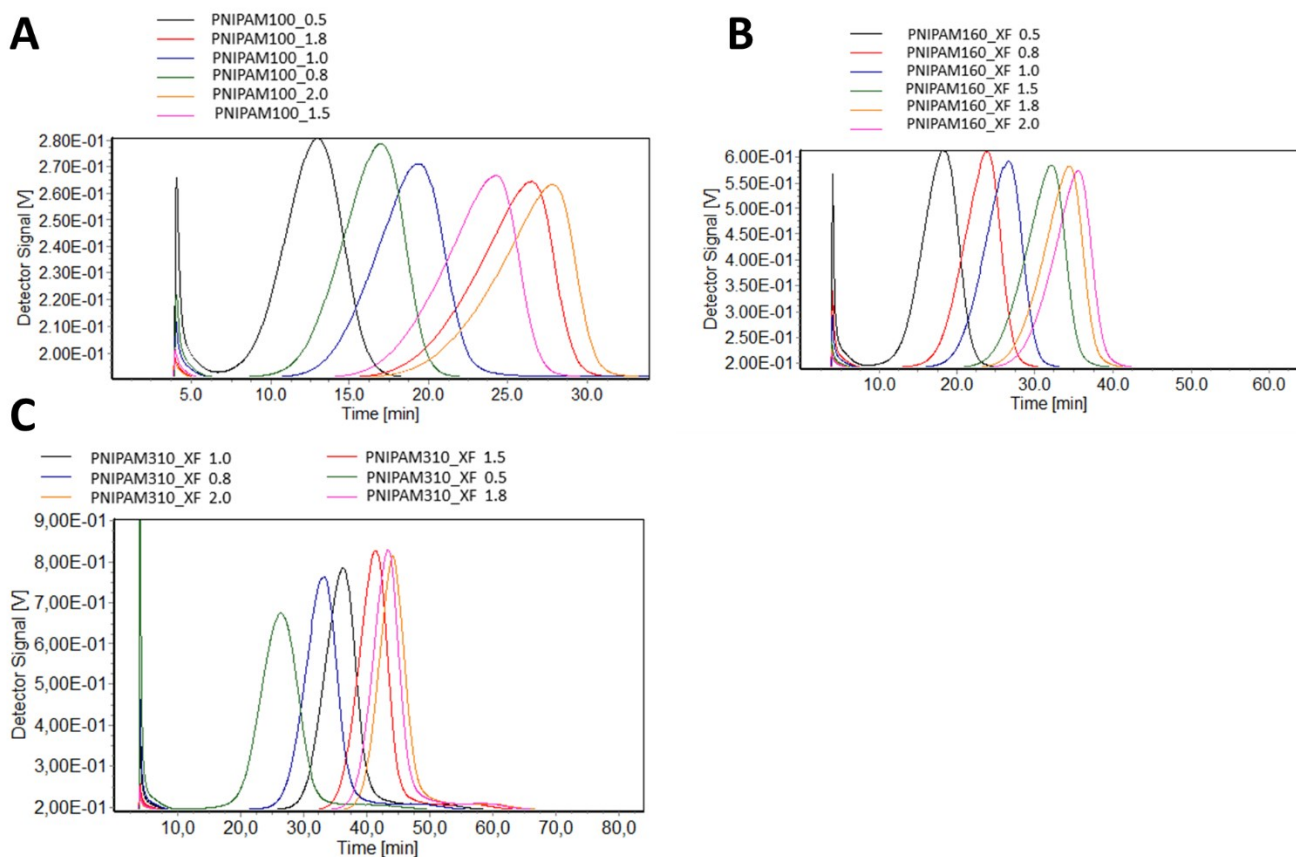 A
PNIPAM100_0.5
PNIPAM100_1.8
PNIPAM100_1.0
PNIPAM100_0.8
PNIPAM100_2.0
PNIPAM100_1.5
Detector Signal [V]
2.80E-01
2.70E-01
2.60E-01
2.50E-01
2.40E-01
2.30E-01
2.20E-01
2.10E-01
2.00E-01
5.0 10.0 15.0 20.0 25.0 30.0
Time [min]
B
PNIPAM160_XF 0.5
PNIPAM160_XF 0.8
PNIPAM160_XF 1.0
PNIPAM160_XF 1.5
PNIPAM160_XF 1.8
PNIPAM160_XF 2.0
Detector Signal [V]
6.00E-01
5.50E-01
5.00E-01
4.50E-01
4.00E-01
3.50E-01
3.00E-01
2.50E-01
2.00E-01
10.0 20.0 30.0 40.0 50.0 60.0
Time [min]
C
PNIPAM310_XF 1.0 PNIPAM310_XF 1.5
PNIPAM310_XF 0.8 PNIPAM310_XF 0.5
PNIPAM310_XF 2.0 PNIPAM310_XF 1.8
Detector Signal [V]
9,00E-01
8,00E-01
7,00E-01
6,00E-01
5,00E-01
4,00E-01
3,00E-01
2,00E-01
10,0 20,0 30,0 40,0 50,0 60,0 70,0 80,0
Time [min]